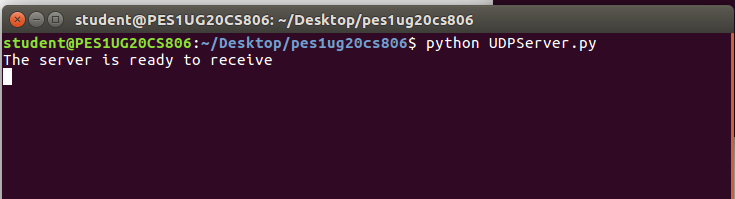 student@PES1UG20CS806: ~/Desktop/pes1ug20cs806
student@PES1UG20CS806:~/Desktop/pes1ug20cs806$ python UDPServer.py
The server is ready to receive